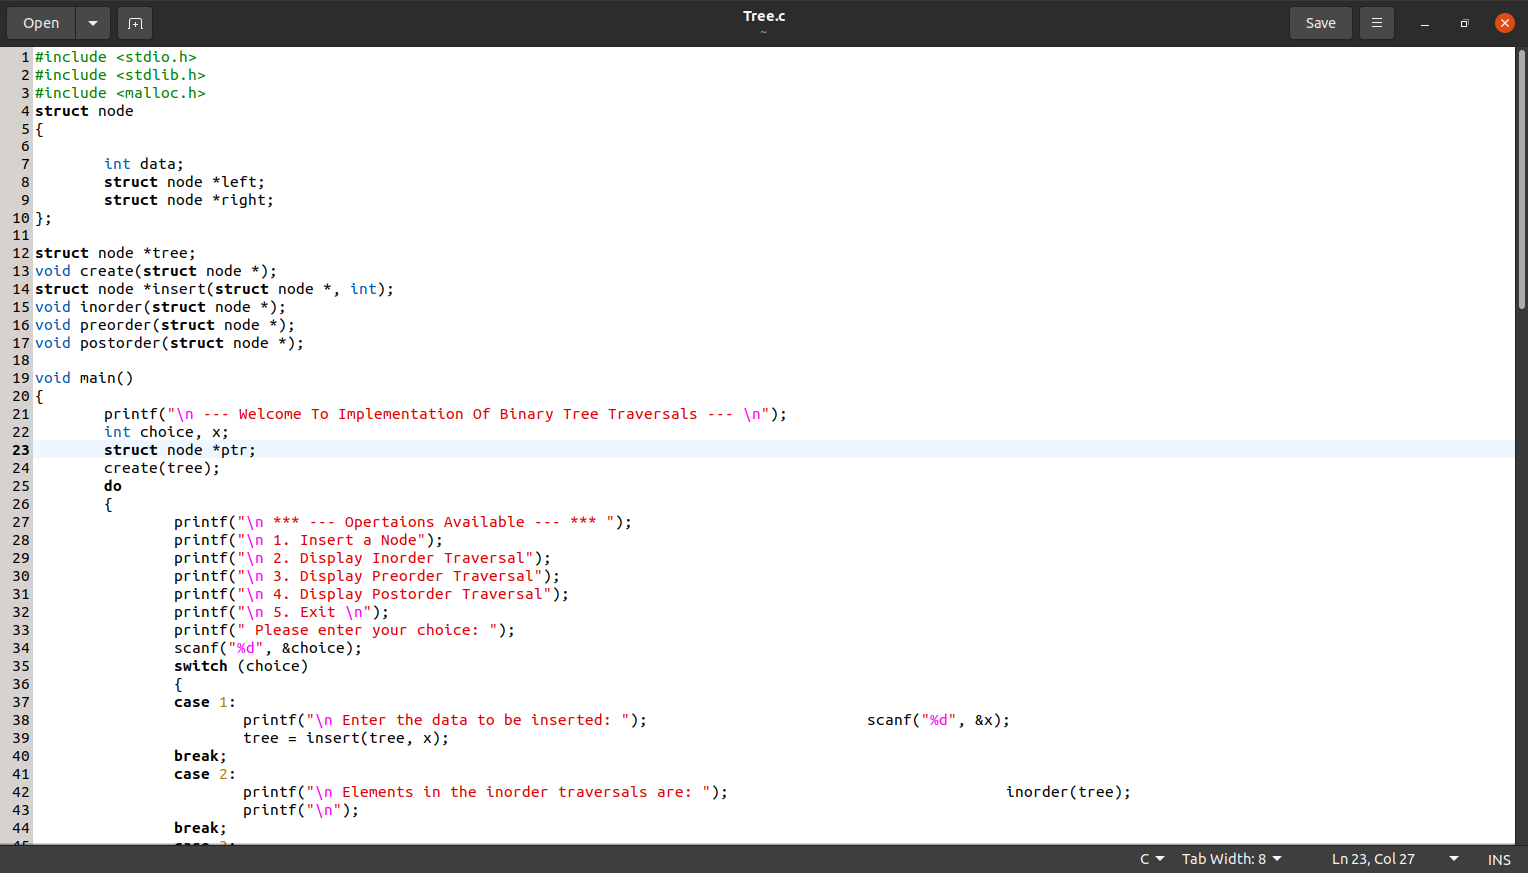 Open
Tree.c
~
Save
1 #include <stdio.h>
2 #include <stdlib.h>
3 #include <malloc.h>
4 struct node
5 {
6
7 int data;
8 struct node *left;
9 struct node *right;
10 };
11
12 struct node *tree;
13 void create(struct node *);
14 struct node *insert(struct node *, int);
15 void inorder(struct node *);
16 void preorder(struct node *);
17 void postorder(struct node *);
18
19 void main()
20 {
21 printf("\n --- Welcome To Implementation Of Binary Tree Traversals --- \n");
22 int choice, x;
23 struct node *ptr;
24 create(tree);
25 do
26 {
27 printf("\n *** --- Opertaions Available --- *** ");
28 printf("\n 1. Insert a Node");
29 printf("\n 2. Display Inorder Traversal");
30 printf("\n 3. Display Preorder Traversal");
31 printf("\n 4. Display Postorder Traversal");
32 printf("\n 5. Exit \n");
33 printf(" Please enter your choice: ");
34 scanf("%d", &choice);
35 switch (choice)
36 {
37 case 1:
38 printf("\n Enter the data to be inserted: "); scanf("%d", &x);
39 tree = insert(tree, x);
40 break;
41 case 2:
42 printf("\n Elements in the inorder traversals are: "); inorder(tree);
43 printf("\n");
44 break;
45 case 3:
C Tab Width: 8 Ln 23, Col 27 INS